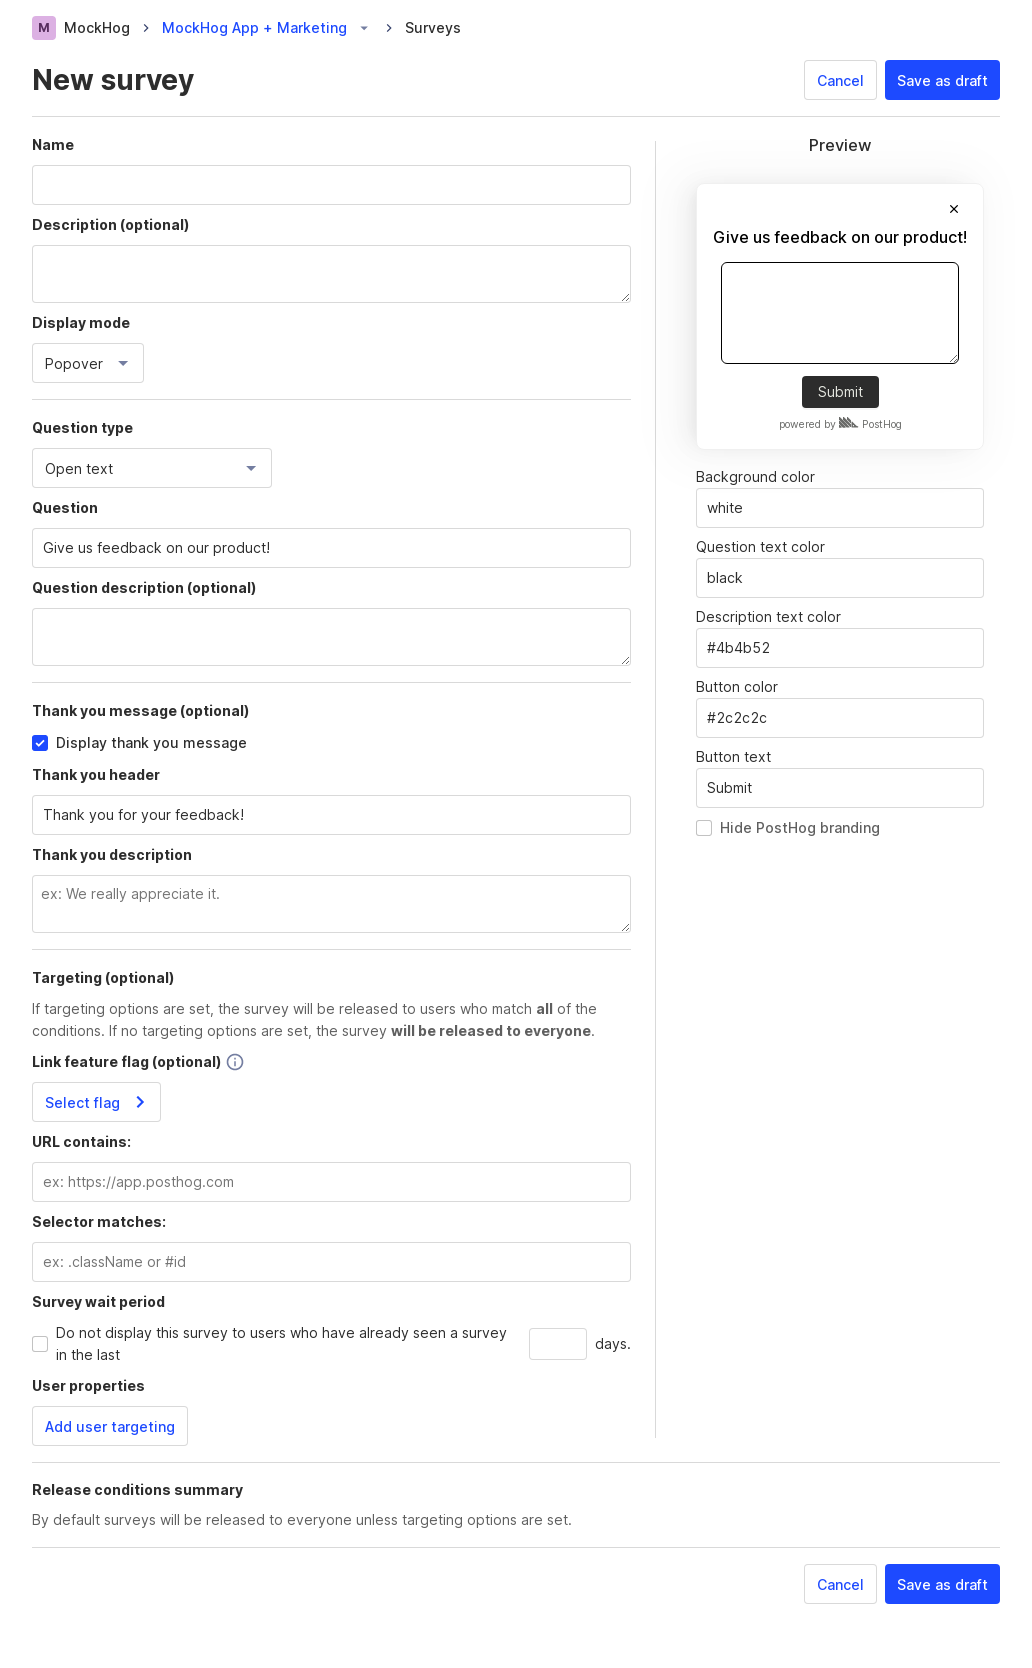 M MockHog MockHog App + Marketing Surveys
New survey
Cancel
Save as draft
Name
Description (optional)
Display mode
Popover
Question type
Open text
Question
Give us feedback on our product!
Question description (optional)
Thank you message (optional)
Display thank you message
Thank you header
Thank you for your feedback!
Thank you description
ex: We really appreciate it.
Targeting (optional)
If targeting options are set, the survey will be released to users who match all of the
conditions. If no targeting options are set, the survey will be released to everyone.
Link feature flag (optional)
Select flag
URL contains:
ex: https://app.posthog.com
Selector matches:
ex: .className or #id
Survey wait period
Do not display this survey to users who have already seen a survey
in the last
days.
User properties
Add user targeting
Preview
Give us feedback on our product!
Submit
powered by PostHog
Background color
white
Question text color
black
Description text color
#4b4b52
Button color
#2c2c2c
Button text
Submit
Hide PostHog branding
Release conditions summary
By default surveys will be released to everyone unless targeting options are set.
Cancel
Save as draft